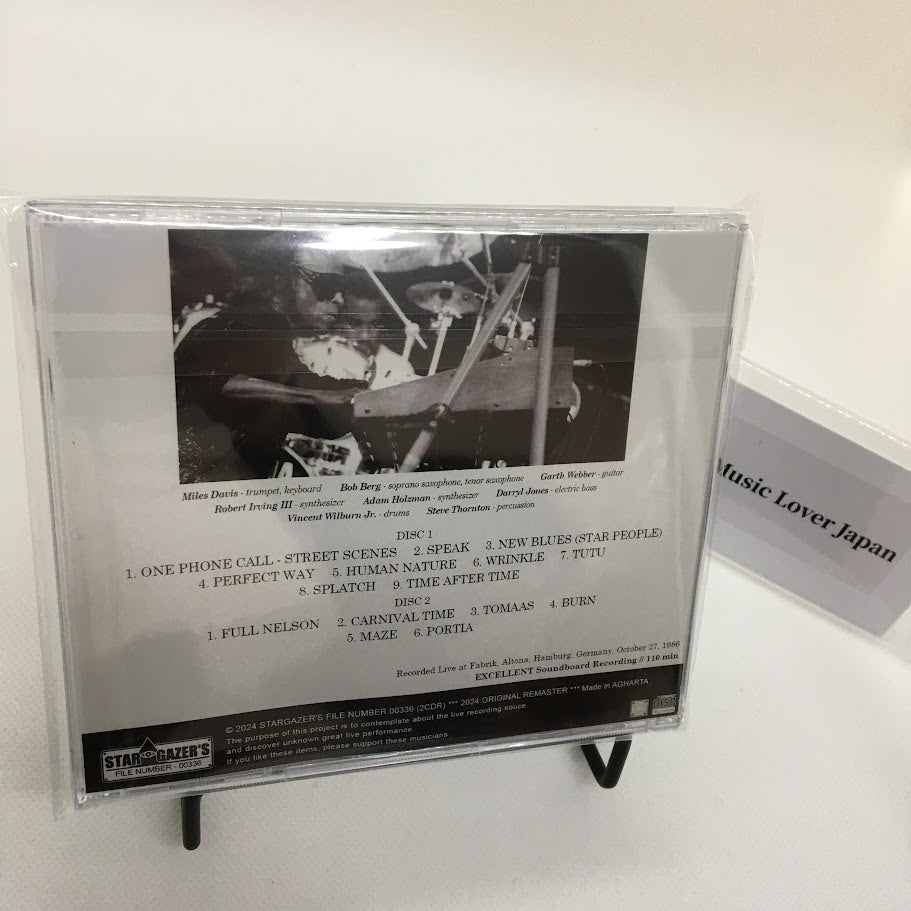 Miles Davis - trumpet, keyboard Bob Berg - soprano saxophone, tenor saxophone Garth Webber - guitar
Robert Irving III - synthesizer Adam Holzman - synthesizer Darryl Jones - electric bass
Vincent Wilburn Jr. - drums Steve Thornton - percussion
DISC 1
1. ONE PHONE CALL - STREET SCENES 2. SPEAK 3. NEW BLUES (STAR PEOPLE)
4. PERFECT WAY 5. HUMAN NATURE 6. WRINKLE 7. TUTU
8. SPLATCH 9. TIME AFTER TIME
DISC 2
1. FULL NELSON 2. CARNIVAL TIME 3. TOMAAS 4. BURN
5. MAZE 6. PORTIA
Recorded Live at Fabrik, Altona, Hamburg, Germany, October 27, 1986
EXCELLENT Soundboard Recording // 110 min
© 2024 STARGAZER'S FILE NUMBER 00336 (2CDR) *** 2024 ORIGINAL REMASTER *** Made in AGHARTA
The purpose of this project is to contemplate about the live recording souce
and discover unknown great live performance.
If you like these items, please support these musicians.
STAR GAZER'S
FILE NUMBER - 00336
Music Lover Japan